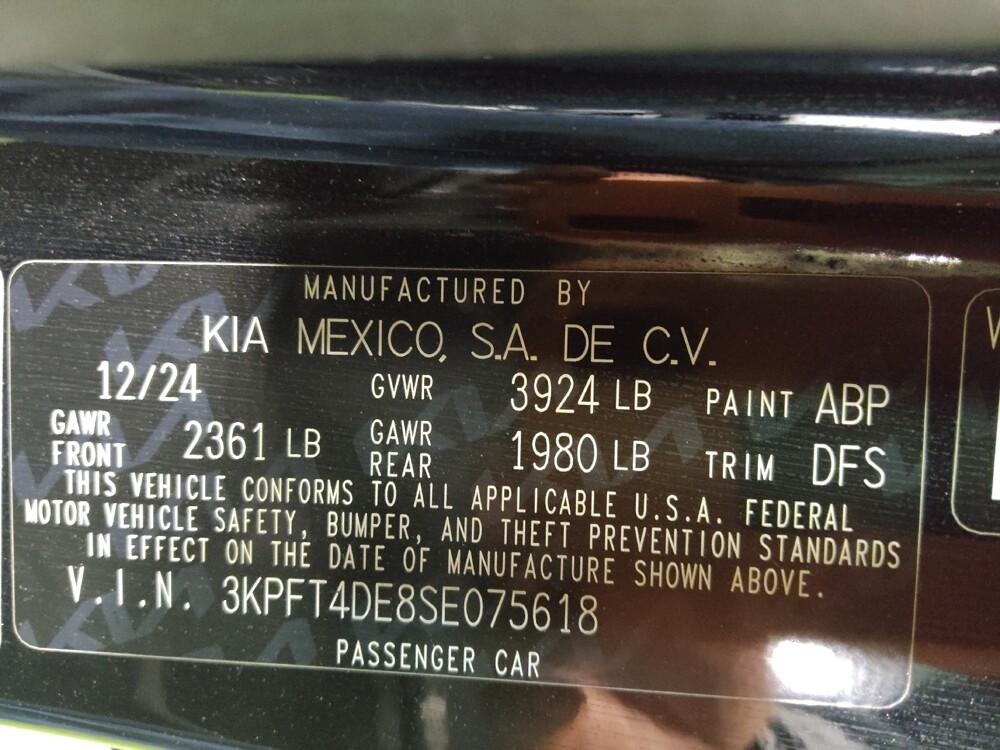 MANUFACTURED BY
KIA MEXICO, S.A. DE C.V.
12/24 GVWR 3924 LB PAINT ABP
GAWR FRONT 2361 LB GAWR REAR 1980 LB TRIM DFS
THIS VEHICLE CONFORMS TO ALL APPLICABLE U.S.A. FEDERAL
MOTOR VEHICLE SAFETY, BUMPER, AND THEFT PREVENTION STANDARDS
IN EFFECT ON THE DATE OF MANUFACTURE SHOWN ABOVE.
V.I.N. 3KPFT4DE8SE075618
PASSENGER CAR